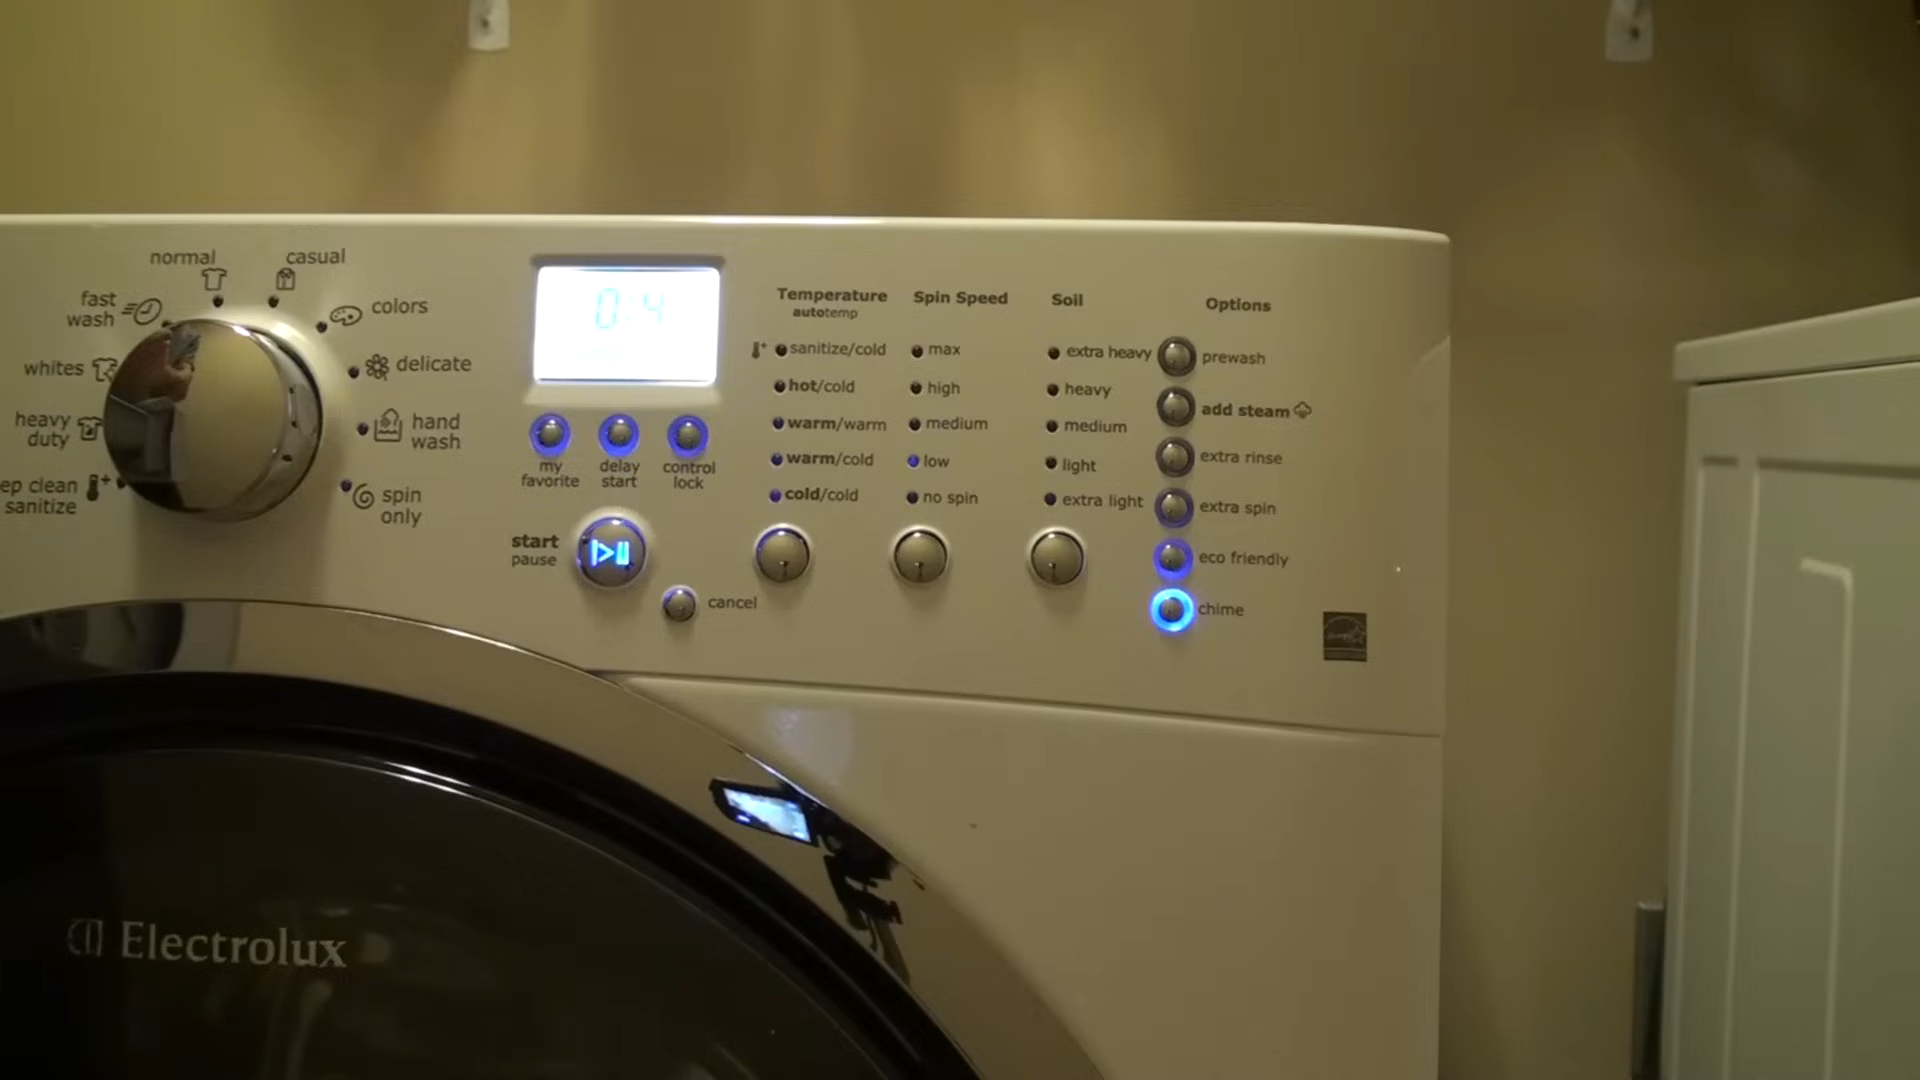 normal
casual
fast
wash
colors
whites
delicate
heavy
duty
hand
wash
ep clean
sanitize
spin
only
my
favorite
delay
start
control
lock
start
pause
cancel
Temperature
autotemp
sanitize/cold
hot/cold
warm/warm
warm/cold
cold/cold
Spin Speed
max
high
medium
low
no spin
Soil
extra heavy
heavy
medium
light
extra light
Options
prewash
add steam
extra rinse
extra spin
eco friendly
chime
Electrolux